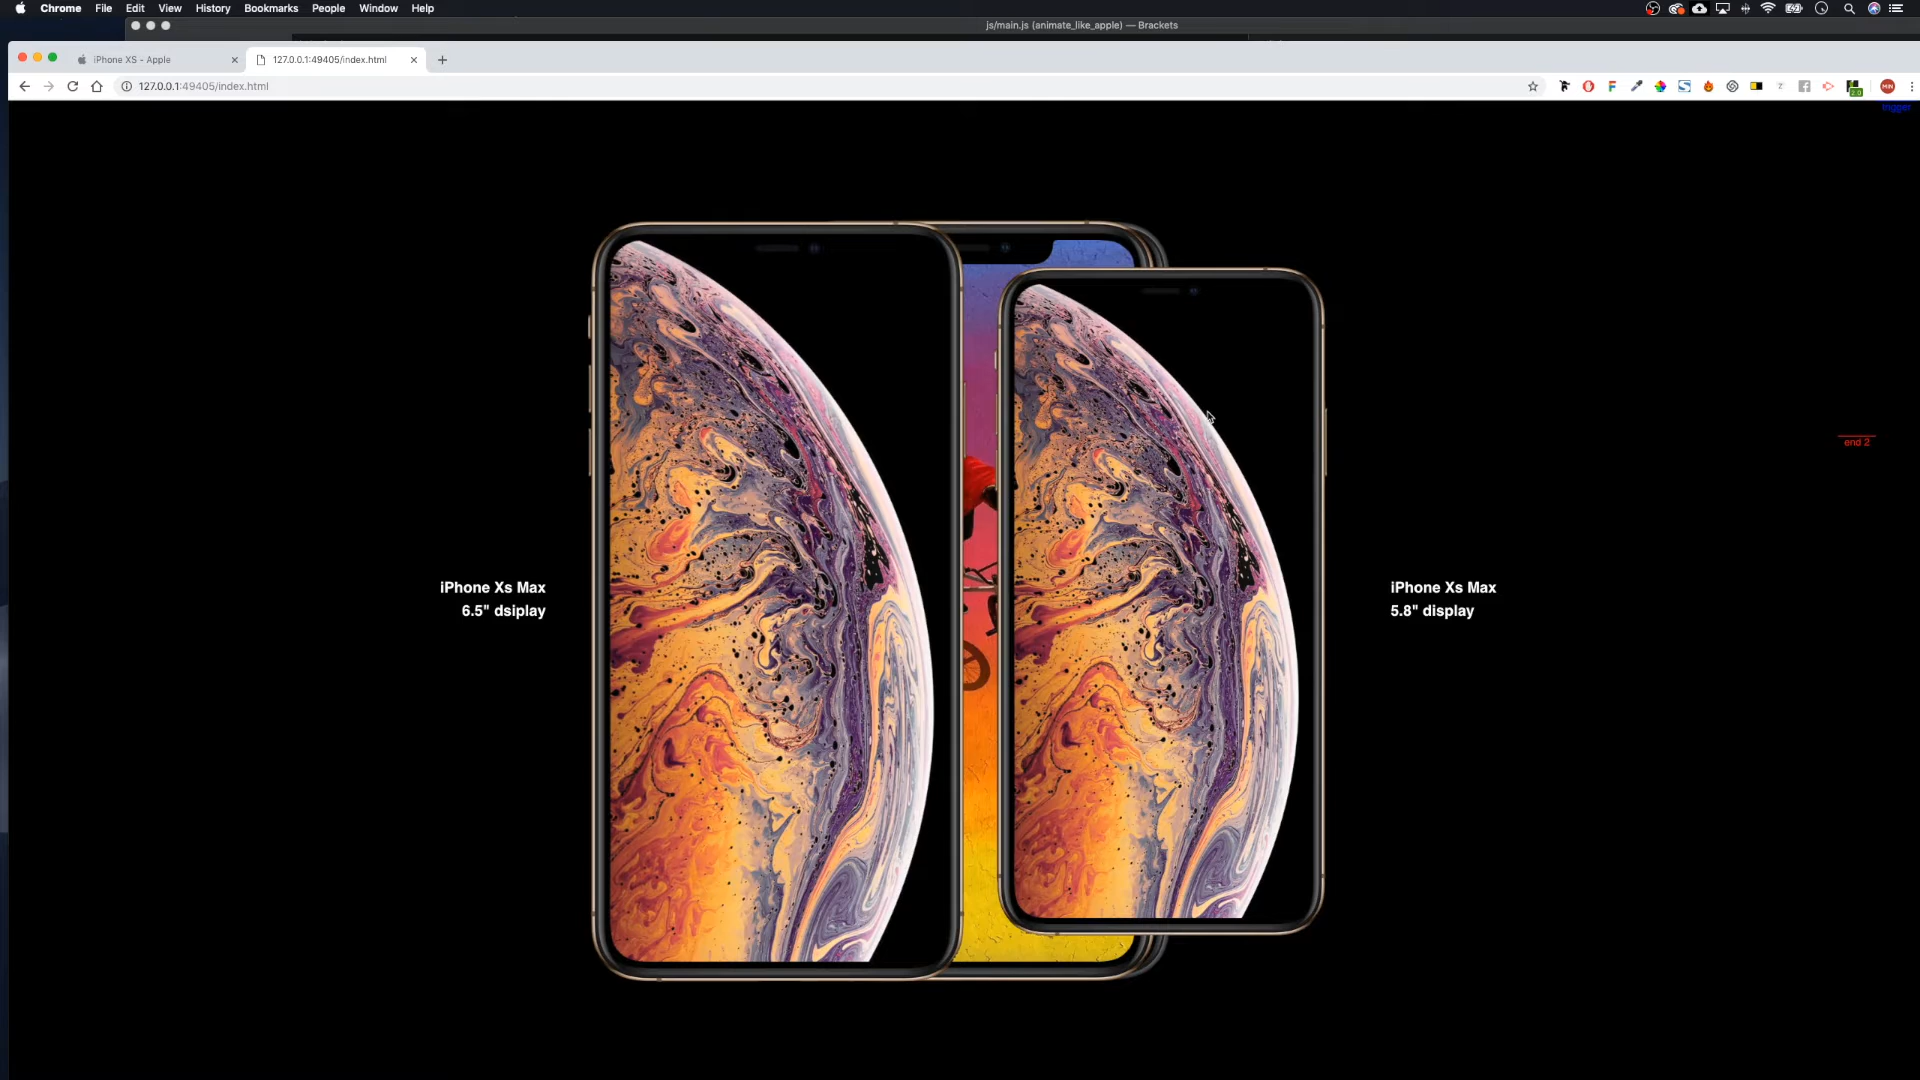 Chrome File Edit View History Bookmarks People Window Help
js/main.js (animate_like_apple) — Brackets
iPhone XS - Apple
127.0.0.1:49405/index.html
127.0.0.1:49405/index.html
trigger
end 2
iPhone Xs Max
6.5" dsiplay
iPhone Xs Max
5.8" display